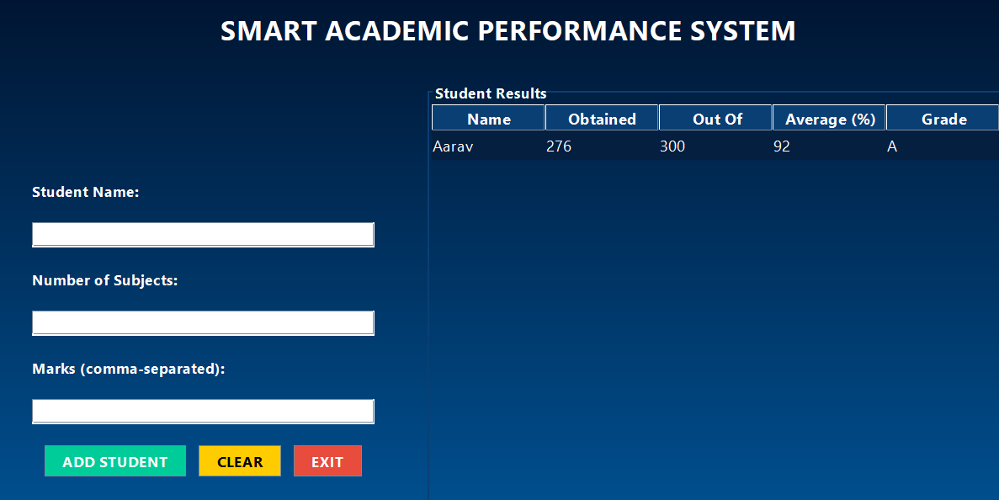 SMART ACADEMIC PERFORMANCE SYSTEM
Student Name:
Number of Subjects:
Marks (comma-separated):
ADD STUDENT CLEAR EXIT
Student Results
Name Obtained Out Of Average (%) Grade
Aarav 276 300 92 A